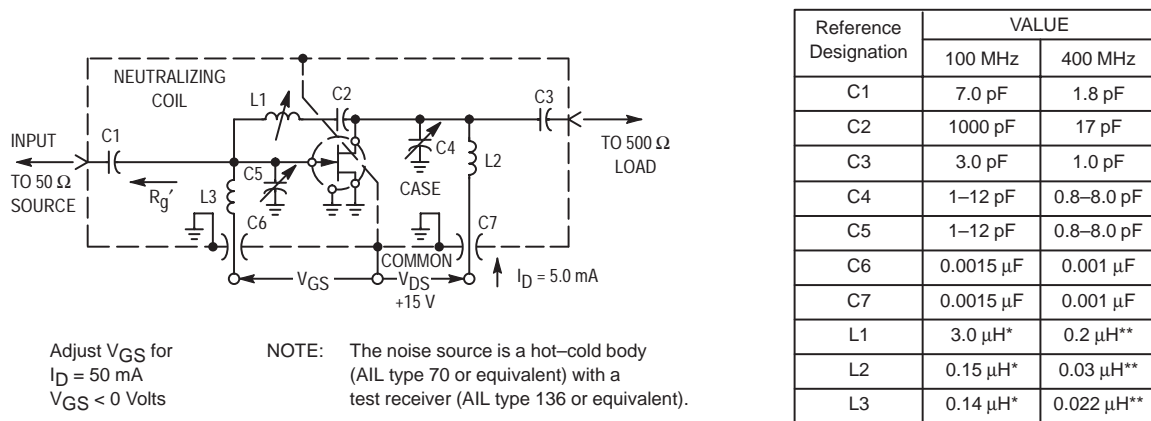 NEUTRALIZING
COIL
L1
C2
C3
INPUT
C1
TO 50 Ω
SOURCE
Rg′
L3
C5
C6
C4
L2
CASE
C7
COMMON
TO 500 Ω
LOAD
VGS
VDS
+15 V
ID = 5.0 mA
Adjust VGS for
ID = 50 mA
VGS < 0 Volts
NOTE: The noise source is a hot–cold body
(AIL type 70 or equivalent) with a
test receiver (AIL type 136 or equivalent).
Reference
Designation
VALUE
100 MHz 400 MHz
C1 7.0 pF 1.8 pF
C2 1000 pF 17 pF
C3 3.0 pF 1.0 pF
C4 1–12 pF 0.8–8.0 pF
C5 1–12 pF 0.8–8.0 pF
C6 0.0015 μF 0.001 μF
C7 0.0015 μF 0.001 μF
L1 3.0 μH* 0.2 μH**
L2 0.15 μH* 0.03 μH**
L3 0.14 μH* 0.022 μH**